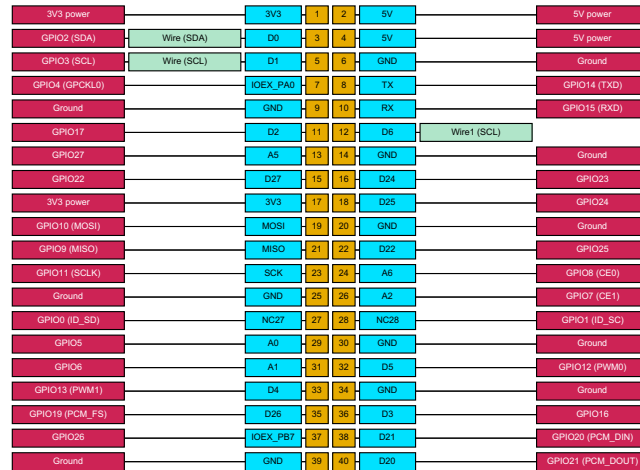 3V3 power 3V3 1 2 5V 5V power
GPIO2 (SDA) Wire (SDA) D0 3 4 5V 5V power
GPIO3 (SCL) Wire (SCL) D1 5 6 GND Ground
GPIO4 (GPCKL0) IOEX_PA0 7 8 TX GPIO14 (TXD)
Ground GND 9 10 RX GPIO15 (RXD)
GPIO17 D2 11 12 D6 Wire1 (SCL)
GPIO27 A5 13 14 GND Ground
GPIO22 D27 15 16 D24 GPIO23
3V3 power 3V3 17 18 D25 GPIO24
GPIO10 (MOSI) MOSI 19 20 GND Ground
GPIO9 (MISO) MISO 21 22 D22 GPIO25
GPIO11 (SCLK) SCK 23 24 A6 GPIO8 (CE0)
Ground GND 25 26 A2 GPIO7 (CE1)
GPIO0 (ID_SD) NC27 27 28 NC28 GPIO1 (ID_SC)
GPIO5 A0 29 30 GND Ground
GPIO6 A1 31 32 D5 GPIO12 (PWM0)
GPIO13 (PWM1) D4 33 34 GND Ground
GPIO19 (PCM_FS) D26 35 36 D3 GPIO16
GPIO26 IOEX_PB7 37 38 D21 GPIO20 (PCM_DIN)
Ground GND 39 40 D20 GPIO21 (PCM_DOUT)